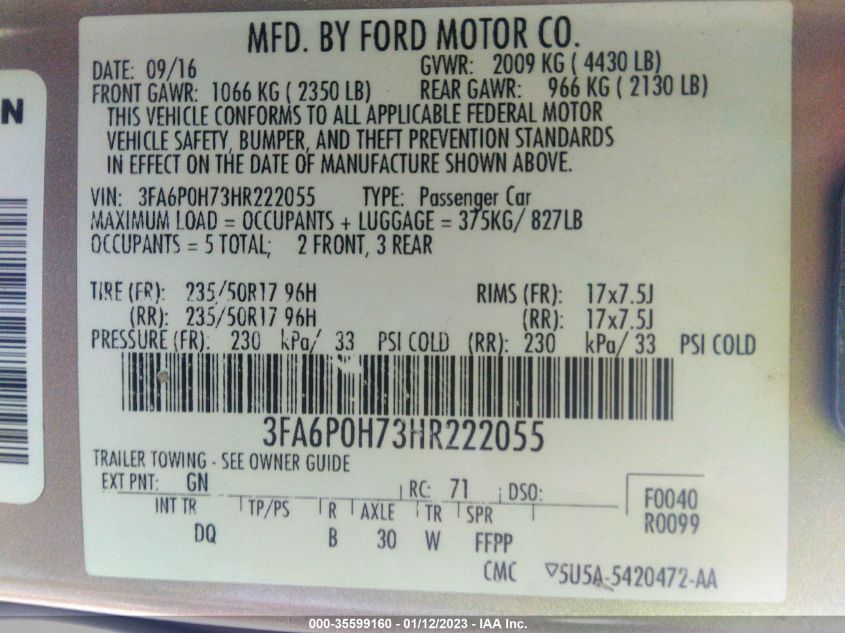 MFD. BY FORD MOTOR CO.
DATE: 09/16 GVWR: 2009 KG ( 4430 LB)
FRONT GAWR: 1066 KG ( 2350 LB) REAR GAWR: 966 KG ( 2130 LB)
THIS VEHICLE CONFORMS TO ALL APPLICABLE FEDERAL MOTOR
VEHICLE SAFETY, BUMPER, AND THEFT PREVENTION STANDARDS
IN EFFECT ON THE DATE OF MANUFACTURE SHOWN ABOVE.
N
VIN: 3FA6P0H73HR222055 TYPE: Passenger Car
MAXIMUM LOAD = OCCUPANTS + LUGGAGE = 375KG/ 827LB
OCCUPANTS = 5 TOTAL; 2 FRONT, 3 REAR
TIRE (FR): 235/50R17 96H RIMS (FR): 17x7.5J
(RR): 235/50R17 96H (RR): 17x7.5J
PRESSURE (FR): 230 kPa/ 33 PSI COLD (RR): 230 kPa/ 33 PSI COLD
3FA6P0H73HR222055
TRAILER TOWING - SEE OWNER GUIDE
EXT PNT: GN RC: 71 DSO: F0040
INT TR TP/PS R AXLE TR SPR R0099
DQ B 30 W FFPP
CMC 5U5A-5420472-AA
000-35599160 - 01/12/2023 - IAA Inc.